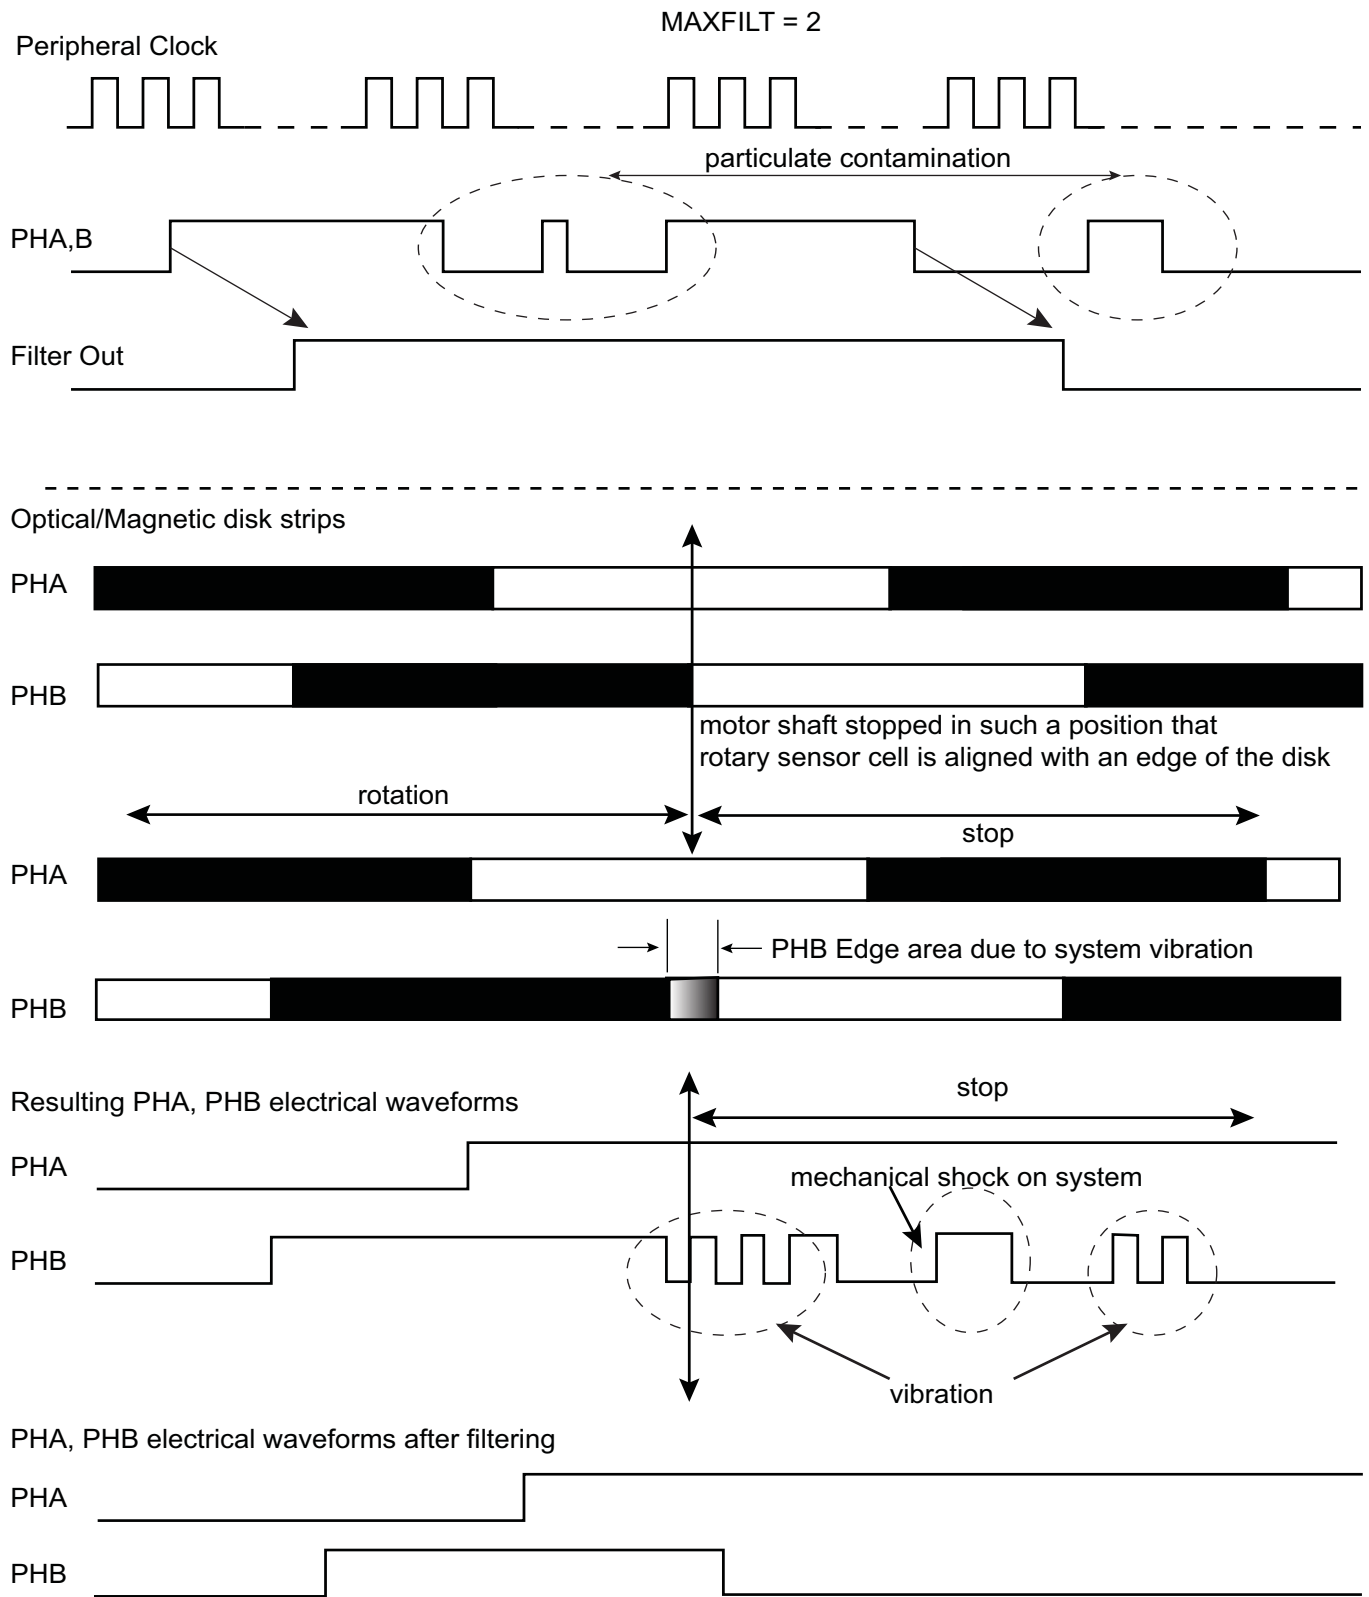 MAXFILT = 2
Peripheral Clock
particulate contamination
PHA,B
Filter Out
Optical/Magnetic disk strips
PHA
PHB
motor shaft stopped in such a position that
rotary sensor cell is aligned with an edge of the disk
rotation
stop
PHA
PHB Edge area due to system vibration
PHB
Resulting PHA, PHB electrical waveforms
stop
PHA
mechanical shock on system
PHB
vibration
PHA, PHB electrical waveforms after filtering
PHA
PHB